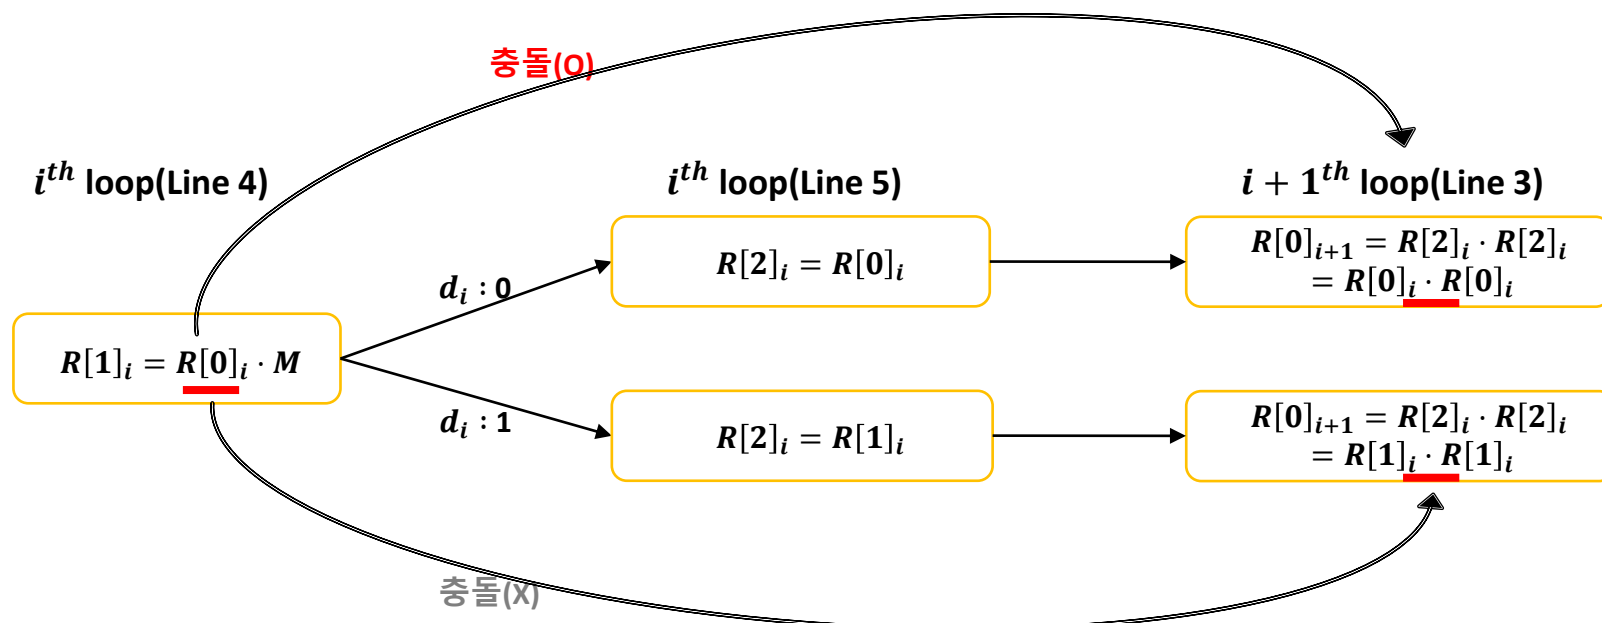 충돌(O)
i^{th} loop(Line 4)
i^{th} loop(Line 5)
i + 1^{th} loop(Line 3)
R[1]_i = R[0]_i · M
d_i : 0
R[2]_i = R[0]_i
R[0]_{i+1} = R[2]_i · R[2]_i
= R[0]_i · R[0]_i
d_i : 1
R[2]_i = R[1]_i
R[0]_{i+1} = R[2]_i · R[2]_i
= R[1]_i · R[1]_i
충돌(X)